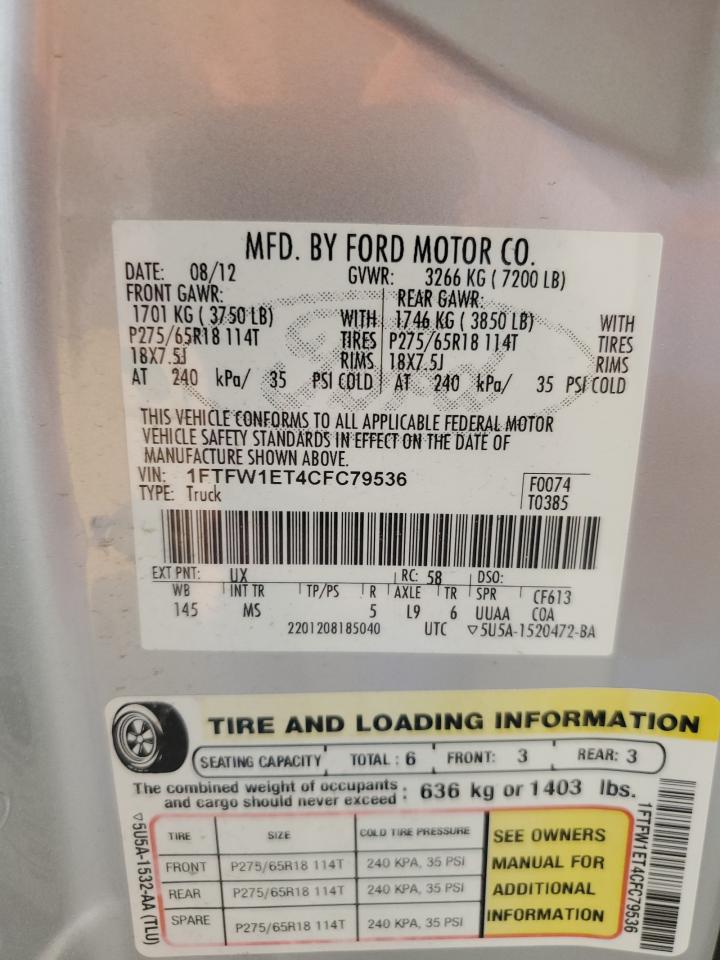 MFD. BY FORD MOTOR CO.
DATE: 08/12 GVWR: 3266 KG ( 7200 LB)
FRONT GAWR: REAR GAWR:
1701 KG ( 3750 LB) WITH 1746 KG ( 3850 LB) WITH
P275/65R18 114T TIRES P275/65R18 114T TIRES
18X7.5J RIMS 18X7.5J RIMS
AT 240 kPa/ 35 PSI COLD AT 240 kPa/ 35 PSI COLD
THIS VEHICLE CONFORMS TO ALL APPLICABLE FEDERAL MOTOR
VEHICLE SAFETY STANDARDS IN EFFECT ON THE DATE OF
MANUFACTURE SHOWN ABOVE.
VIN: 1FTFW1ET4CFC79536 F0074
TYPE: Truck T0385
EXT PNT: UX RC: 58 DSO:
WB INT TR TP/PS R AXLE TR SPR CF613
145 MS 5 L9 6 UUAA COA
2201208185040 UTC ▽5U5A-1520472-BA
TIRE AND LOADING INFORMATION
SEATING CAPACITY TOTAL : 6 FRONT: 3 REAR: 3
The combined weight of occupants
and cargo should never exceed : 636 kg or 1403 lbs.
TIRE SIZE COLD TIRE PRESSURE SEE OWNERS
FRONT P275/65R18 114T 240 KPA, 35 PSI MANUAL FOR
REAR P275/65R18 114T 240 KPA, 35 PSI ADDITIONAL
SPARE P275/65R18 114T 240 KPA, 35 PSI INFORMATION
▽5U5A-1532-AA (TLU)
1FTFW1ET4CFC79536